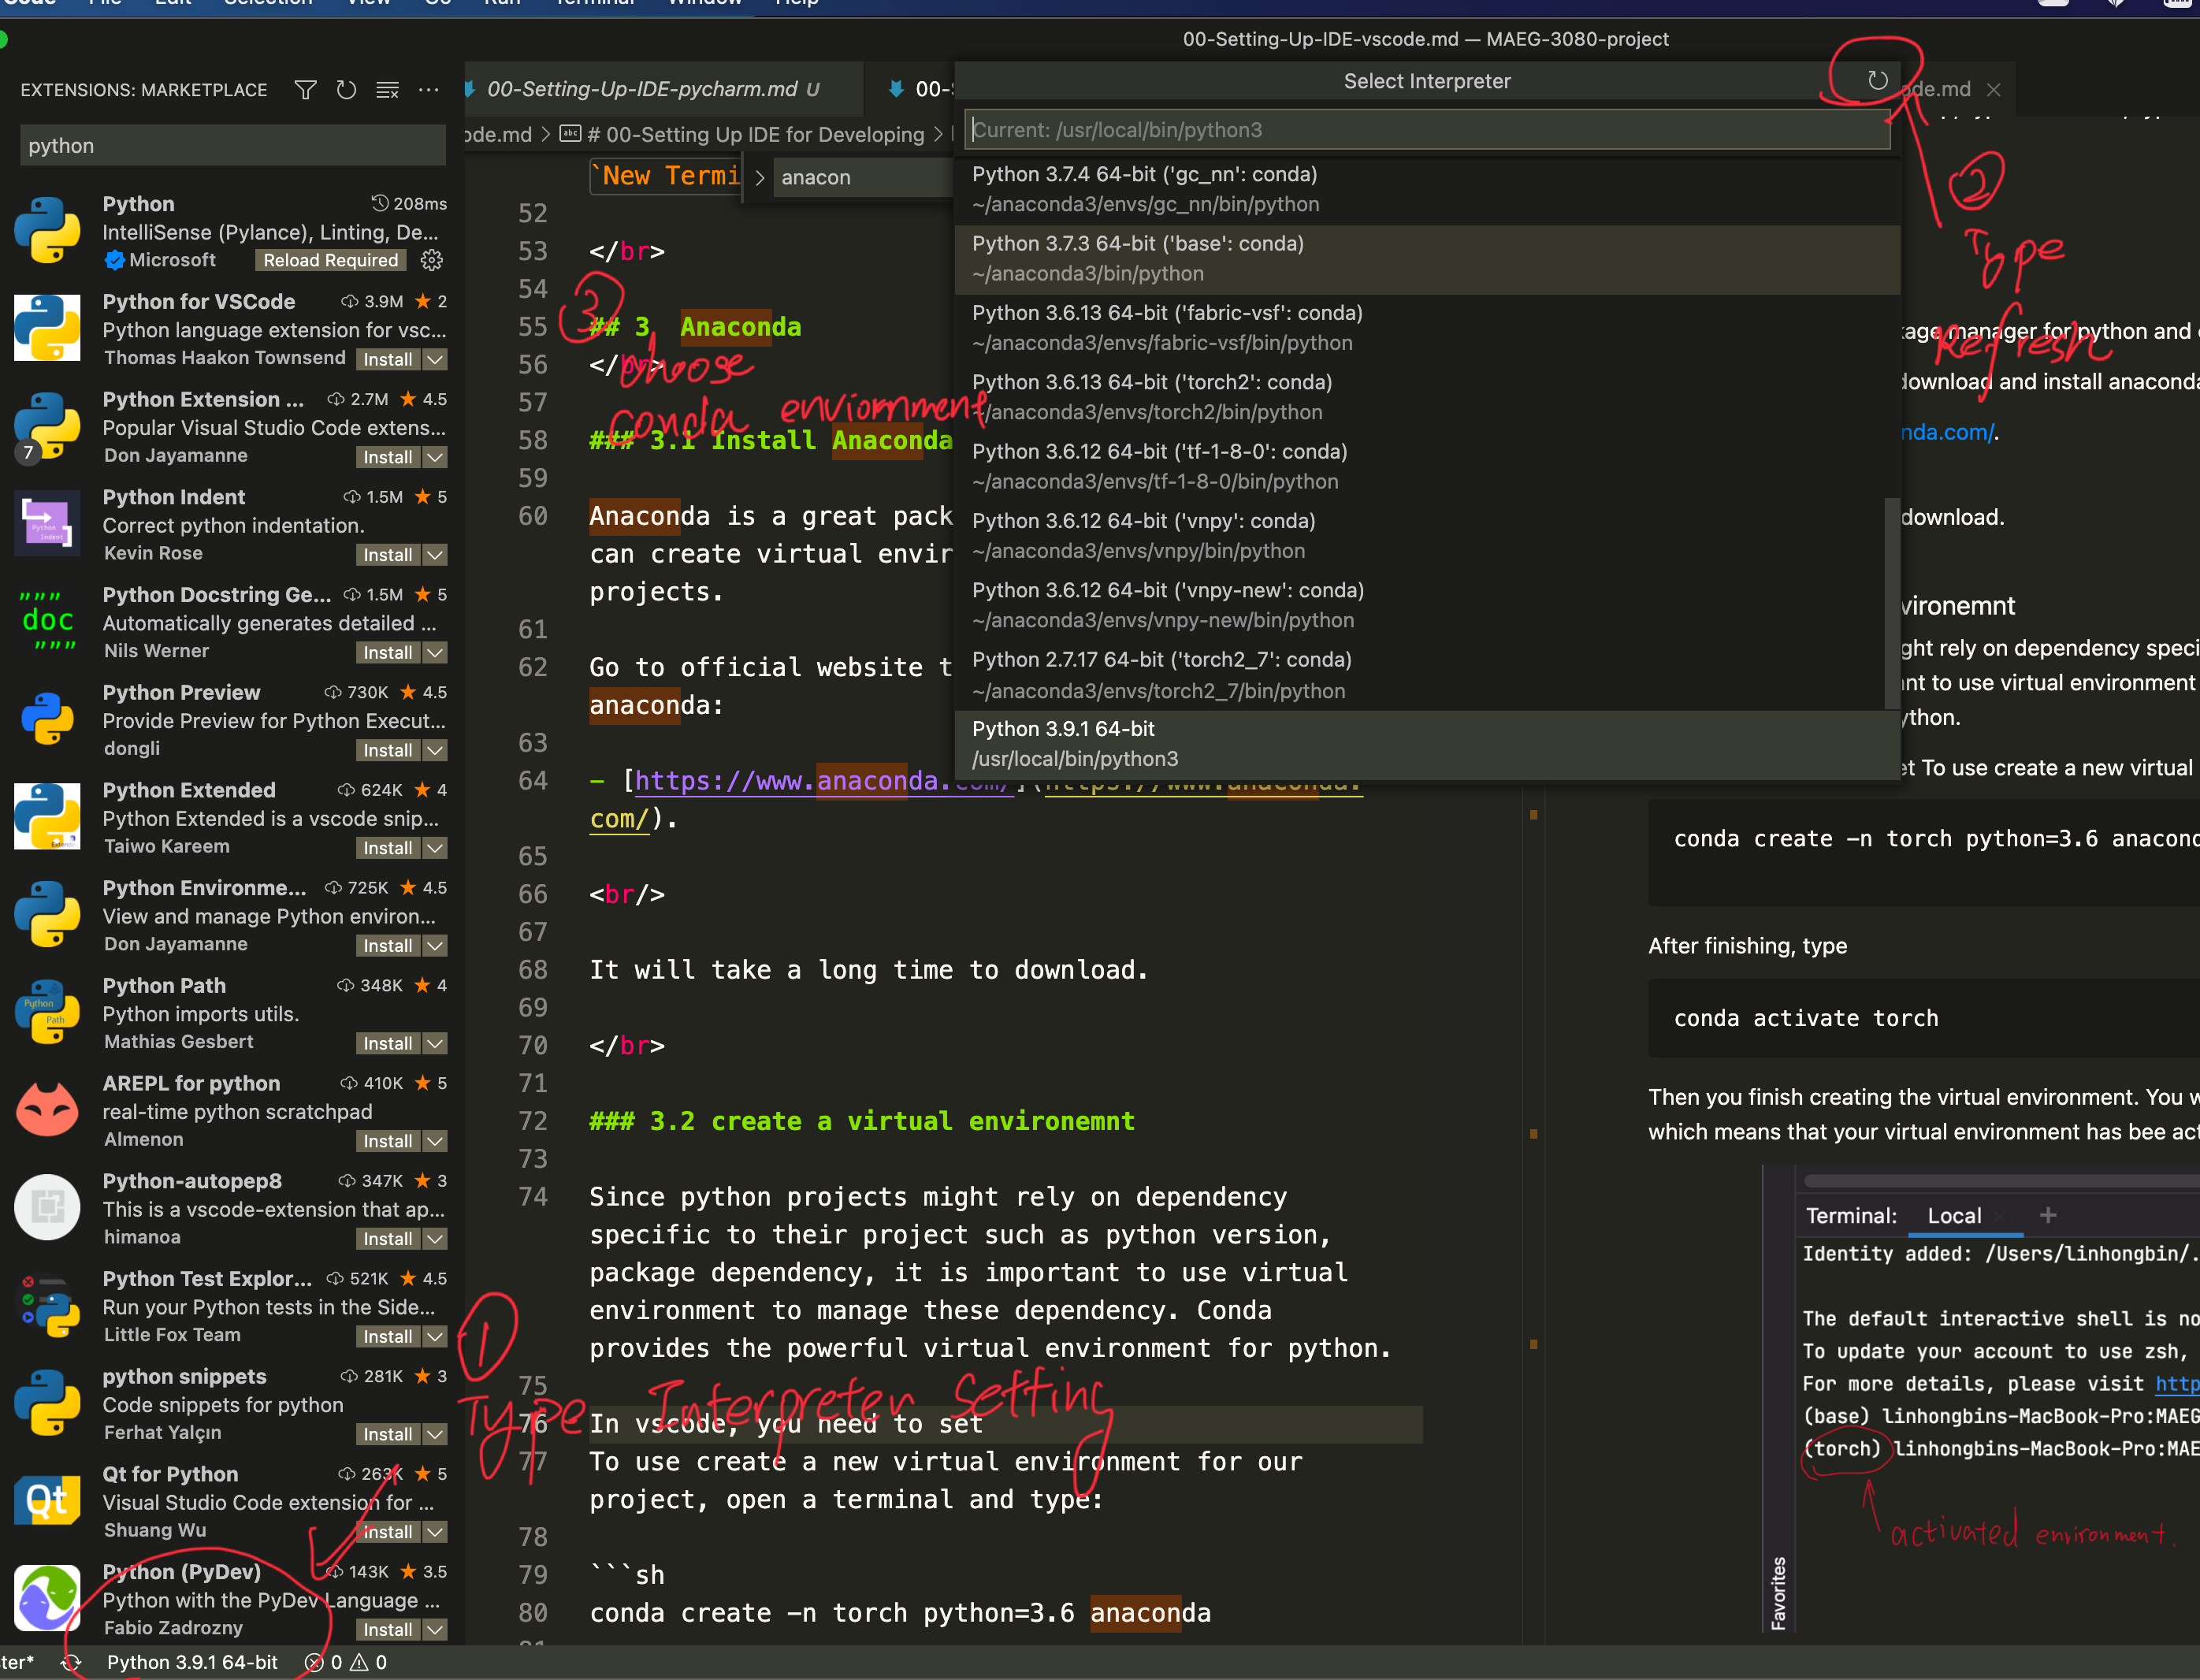 Code File Edit Selection View Go Run Terminal Window Help
00-Setting-Up-IDE-vscode.md — MAEG-3080-project
EXTENSIONS: MARKETPLACE
python
Python 208ms
IntelliSense (Pylance), Linting, De...
Microsoft Reload Required
Python for VSCode 3.9M 2
Python language extension for vsc...
Thomas Haakon Townsend Install
Python Extension ... 2.7M 4.5
Popular Visual Studio Code extens...
7 Don Jayamanne Install
Python Indent 1.5M 5
Correct python indentation.
Kevin Rose Install
Python Docstring Ge... 1.5M 5
Automatically generates detailed ...
Nils Werner Install
""" doc """
Python Preview 730K 4.5
Provide Preview for Python Execut...
dongli Install
Python Extended 624K 4
Python Extended is a vscode snip...
Taiwo Kareem Install
Python Environme... 725K 4.5
View and manage Python environ...
Don Jayamanne Install
Python Path 348K 4
Python imports utils.
Mathias Gesbert Install
AREPL for python 410K 5
real-time python scratchpad
Almenon Install
Python-autopep8 347K 3
This is a vscode-extension that ap...
himanoa Install
Python Test Explor... 521K 4.5
Run your Python tests in the Side...
Little Fox Team Install
python snippets 281K 3
Code snippets for python
Ferhat Yalçın Install
Qt for Python 263K 5
Visual Studio Code extension for ...
Shuang Wu Install
Qt
Python (PyDev) 143K 3.5
Python with the PyDev Language ...
Fabio Zadrozny Install
ter* Python 3.9.1 64-bit 0 0
00-Setting-Up-IDE-pycharm.md U
00-S
ode.md
ode.md > # 00-Setting Up IDE for Developing >
> anacon
`New Termi
52
53 </br>
54
55 ## 3 Anaconda
56 </br>
57
58 ### 3.1 Install Anaconda
59
60 Anaconda is a great pack
can create virtual envir
projects.
61
62 Go to official website t
anaconda:
63
64 - [https://www.anaconda.com/](https://www.anaconda.
com/).
65
66 <br/>
67
68 It will take a long time to download.
69
70 </br>
71
72 ### 3.2 create a virtual environemnt
73
74 Since python projects might rely on dependency
specific to their project such as python version,
package dependency, it is important to use virtual
environment to manage these dependency. Conda
provides the powerful virtual environment for python.
75
76 In vscode, you need to set
77 To use create a new virtual environment for our
project, open a terminal and type:
78
79 ```sh
80 conda create -n torch python=3.6 anaconda
81
Select Interpreter
Current: /usr/local/bin/python3
Python 3.7.4 64-bit ('gc_nn': conda)
~/anaconda3/envs/gc_nn/bin/python
Python 3.7.3 64-bit ('base': conda)
~/anaconda3/bin/python
Python 3.6.13 64-bit ('fabric-vsf': conda)
~/anaconda3/envs/fabric-vsf/bin/python
Python 3.6.13 64-bit ('torch2': conda)
~/anaconda3/envs/torch2/bin/python
Python 3.6.12 64-bit ('tf-1-8-0': conda)
~/anaconda3/envs/tf-1-8-0/bin/python
Python 3.6.12 64-bit ('vnpy': conda)
~/anaconda3/envs/vnpy/bin/python
Python 3.6.12 64-bit ('vnpy-new': conda)
~/anaconda3/envs/vnpy-new/bin/python
Python 2.7.17 64-bit ('torch2_7': conda)
~/anaconda3/envs/torch2_7/bin/python
Python 3.9.1 64-bit
/usr/local/bin/python3
kage manager for python and
download and install anaconda
nda.com/.
download.
vironemnt
ght rely on dependency speci
nt to use virtual environment
ython.
et To use create a new virtual
conda create -n torch python=3.6 anacond
After finishing, type
conda activate torch
Then you finish creating the virtual environment. You w
which means that your virtual environment has bee act
Terminal: Local +
Identity added: /Users/linhongbin/.
The default interactive shell is no
To update your account to use zsh,
For more details, please visit http
(base) linhongbins-MacBook-Pro:MAEG
(torch) linhongbins-MacBook-Pro:MAE
Favorites
activated environment.
① Type Interpreter Setting
② Type
Refresh
③ choose
conda enviornment